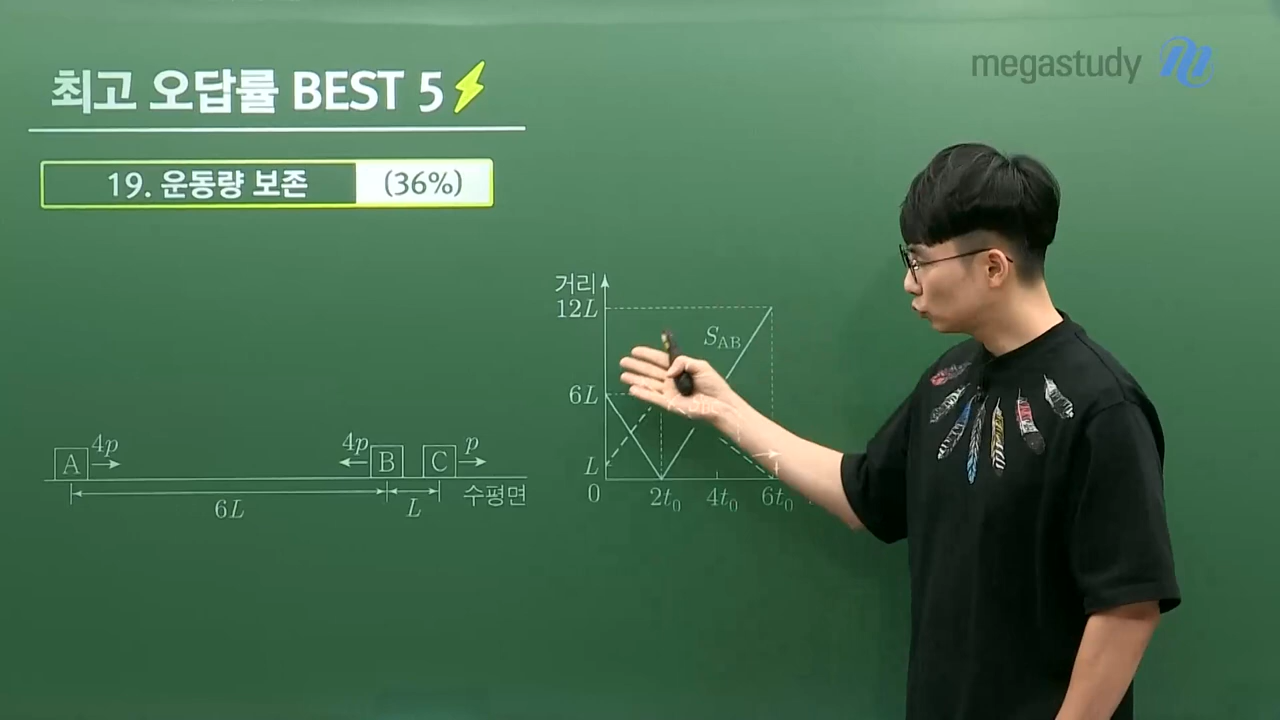 최고 오답률 BEST 5
megastudy
19. 운동량 보존 (36%)
거리
12L
S_AB
6L
L
0 2t₀ 4t₀ 6t₀
4p 4p p
A B C
6L L 수평면